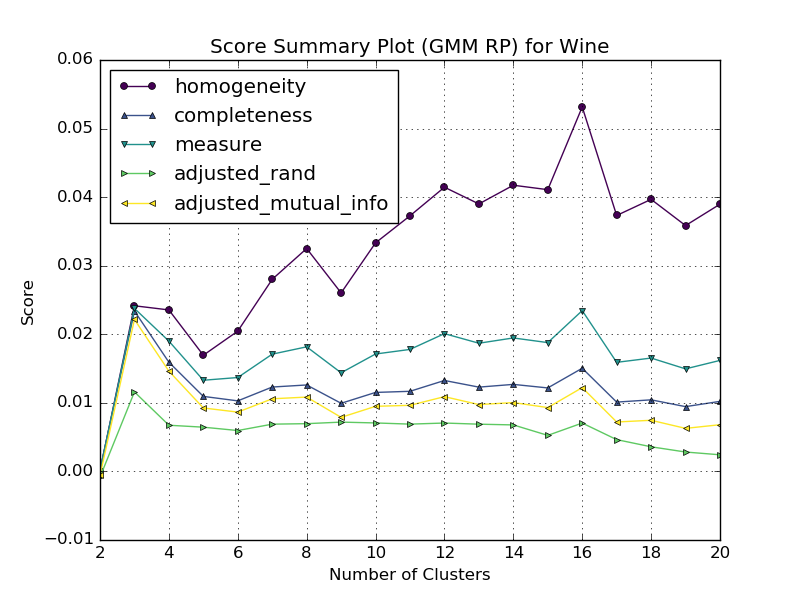 Score Summary Plot (GMM RP) for Wine
homogeneity
completeness
measure
adjusted_rand
adjusted_mutual_info
0.06
0.05
0.04
0.03
0.02
0.01
0.00
−0.01
Score
2 4 6 8 10 12 14 16 18 20
Number of Clusters